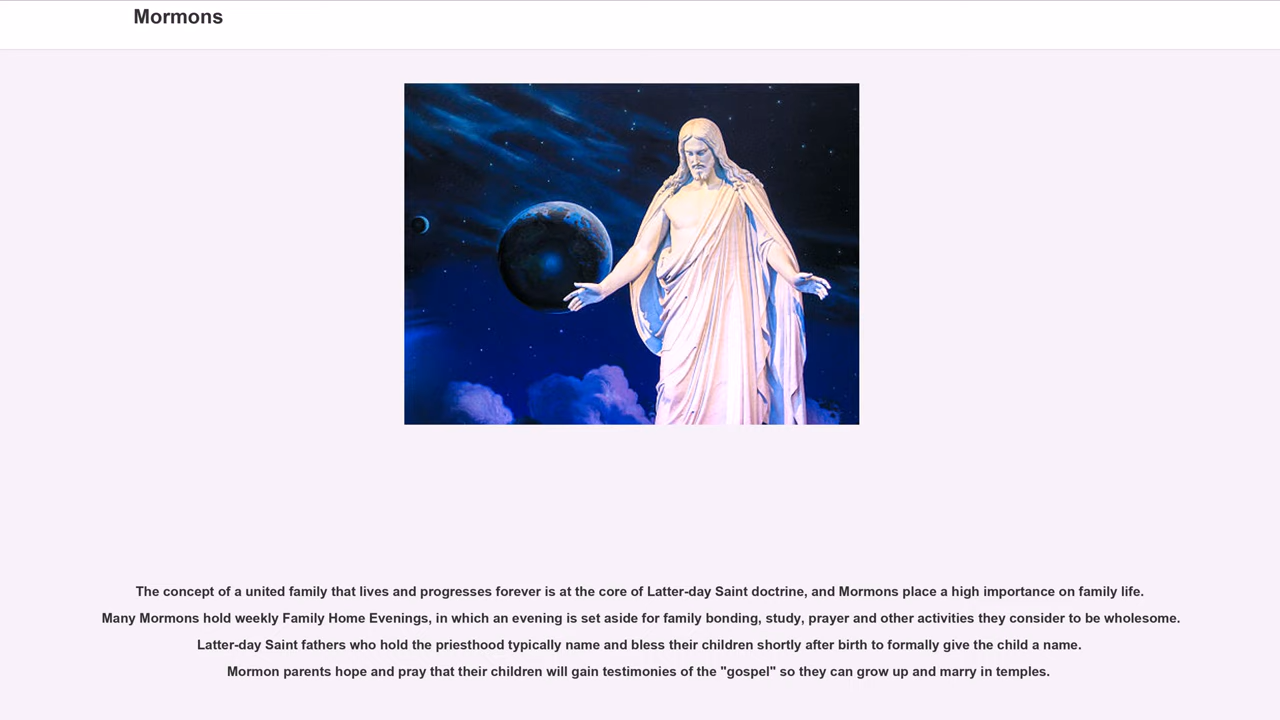 Mormons
The concept of a united family that lives and progresses forever is at the core of Latter-day Saint doctrine, and Mormons place a high importance on family life.
Many Mormons hold weekly Family Home Evenings, in which an evening is set aside for family bonding, study, prayer and other activities they consider to be wholesome.
Latter-day Saint fathers who hold the priesthood typically name and bless their children shortly after birth to formally give the child a name.
Mormon parents hope and pray that their children will gain testimonies of the "gospel" so they can grow up and marry in temples.